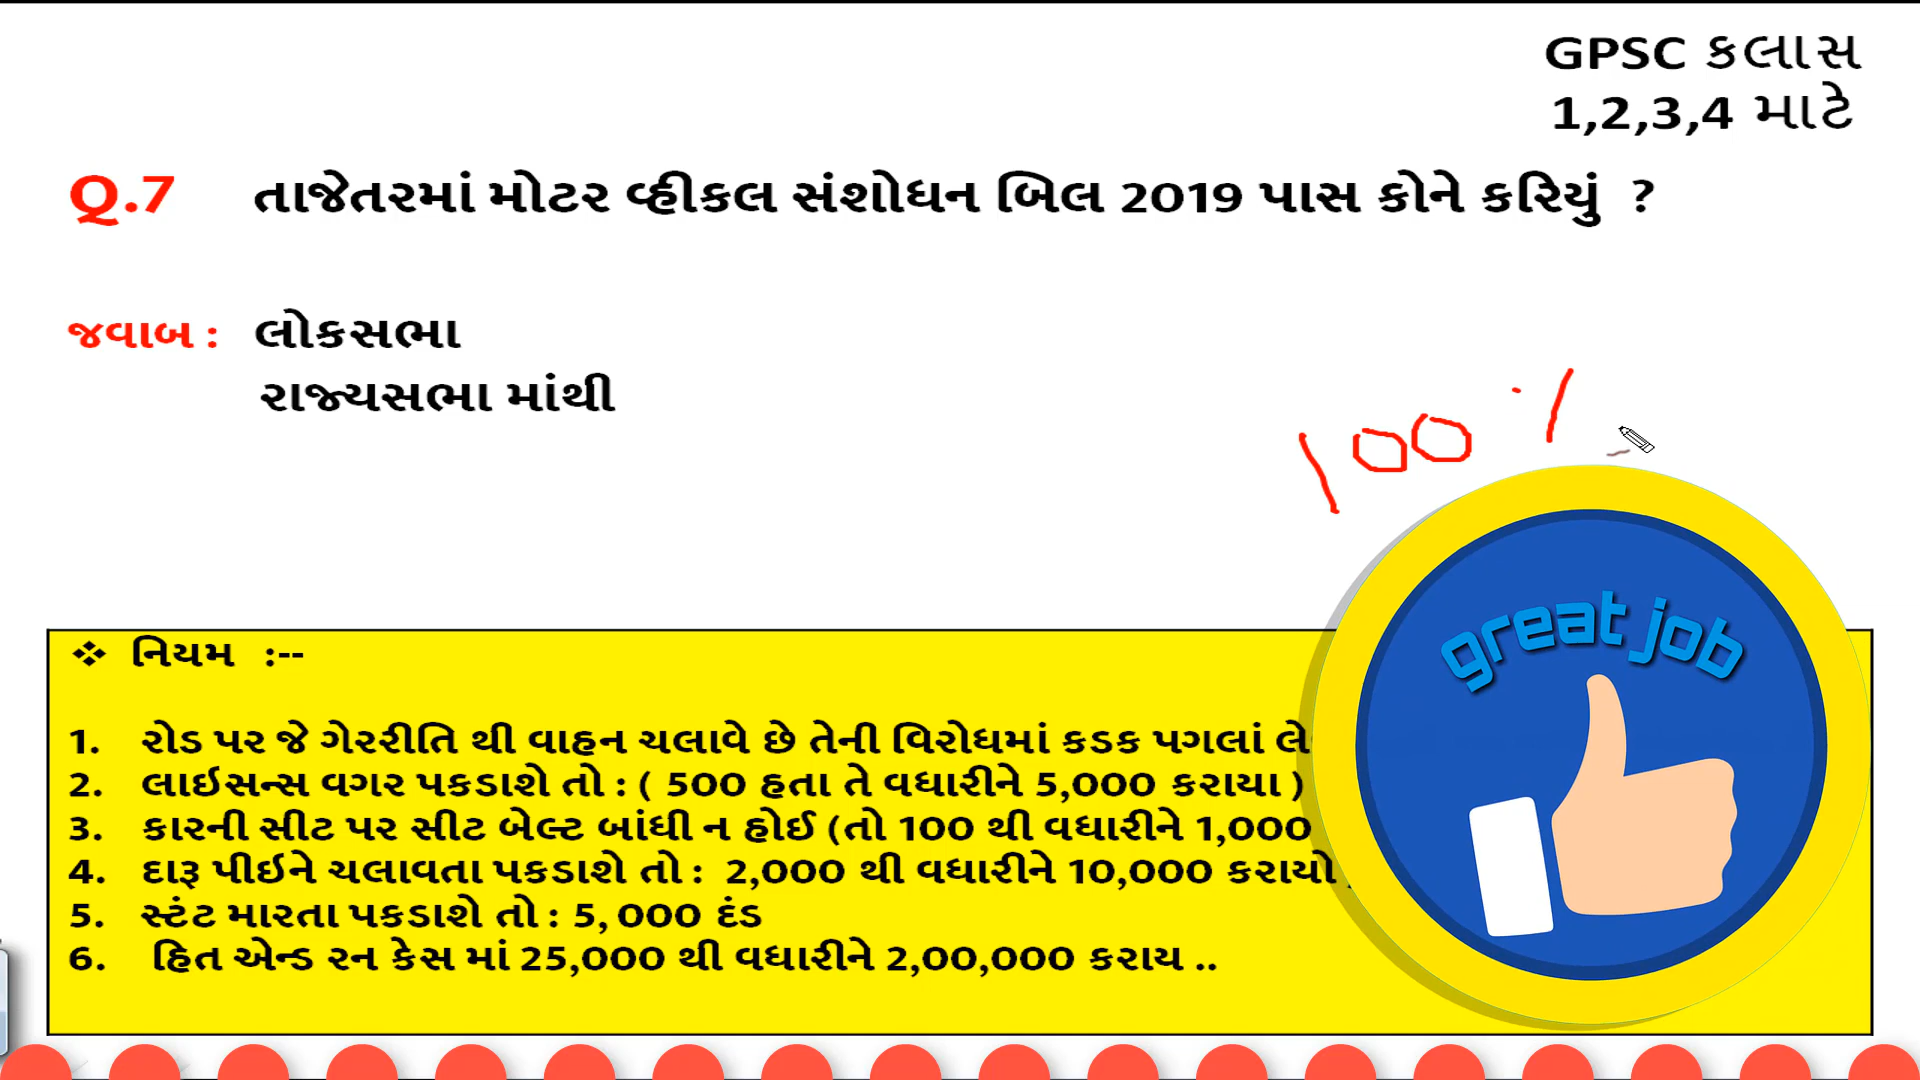 GPSC કલાસ
1,2,3,4 માટે
Q.7 તાજેતરમાં મોટર વ્હીકલ સંશોધન બિલ 2019 પાસ કોને કરિયું ?
જવાબ : લોકસભા
રાજ્યસભા માંથી
100 %
great job
❖ નિયમ :--
1. રોડ પર જે ગેરરીતિ થી વાહન ચલાવે છે તેની વિરોધમાં કડક પગલાં
2. લાઇસન્સ વગર પકડાશે તો : ( 500 હતા તે વધારીને 5,000 કરાયા )
3. કારની સીટ પર સીટ બેલ્ટ બાંધી ન હોઈ (તો 100 થી વધારીને 1,000
4. દારૂ પીઇને ચલાવતા પકડાશે તો : 2,000 થી વધારીને 10,000 કરાયો
5. સ્ટંટ મારતા પકડાશે તો : 5, 000 દંડ
6. હિત એન્ડ રન કેસ માં 25,000 થી વધારીને 2,00,000 કરાય ..